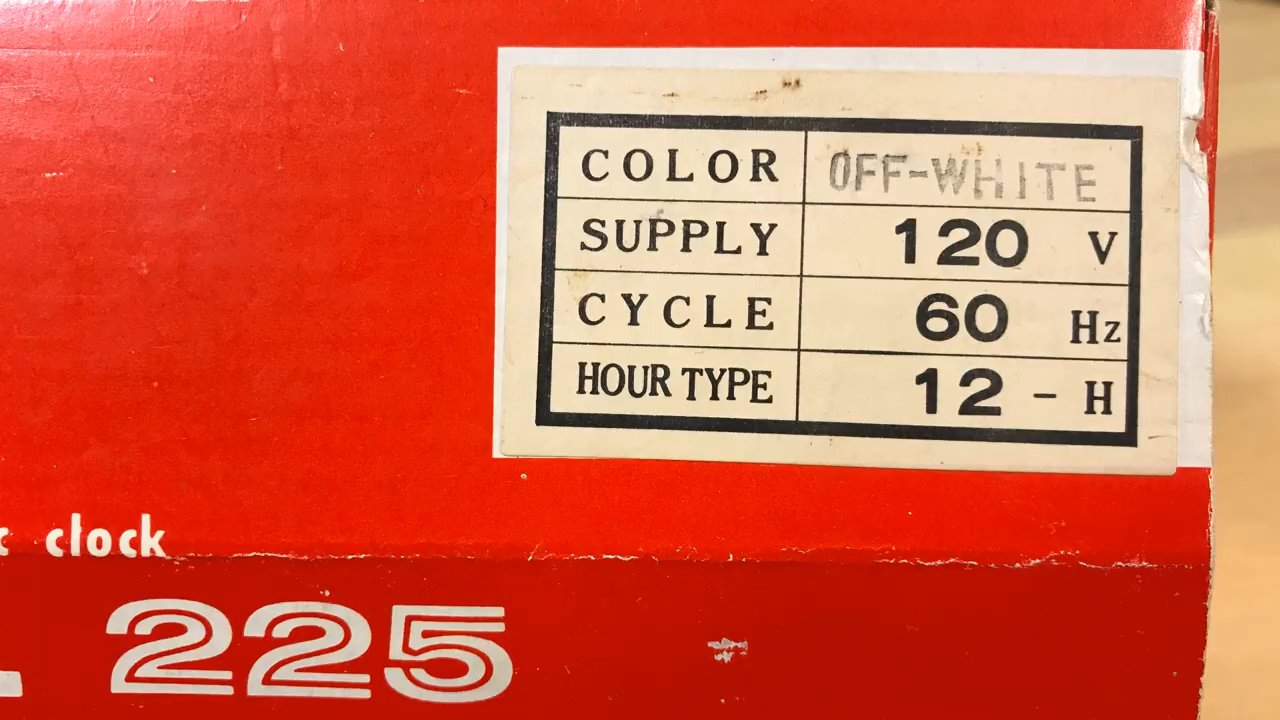 COLOR OFF-WHITE
SUPPLY 120 V
CYCLE 60 Hz
HOUR TYPE 12 - H
clock
225